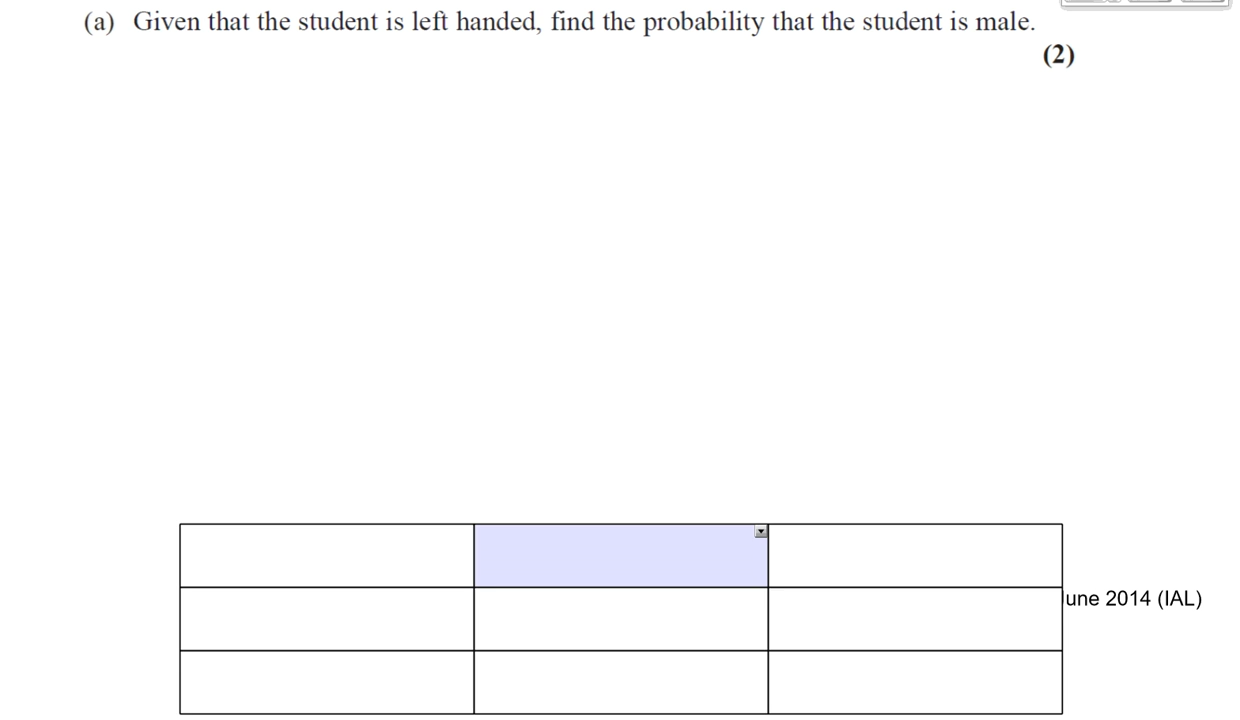 (a) Given that the student is left handed, find the probability that the student is male.
(2)
une 2014 (IAL)